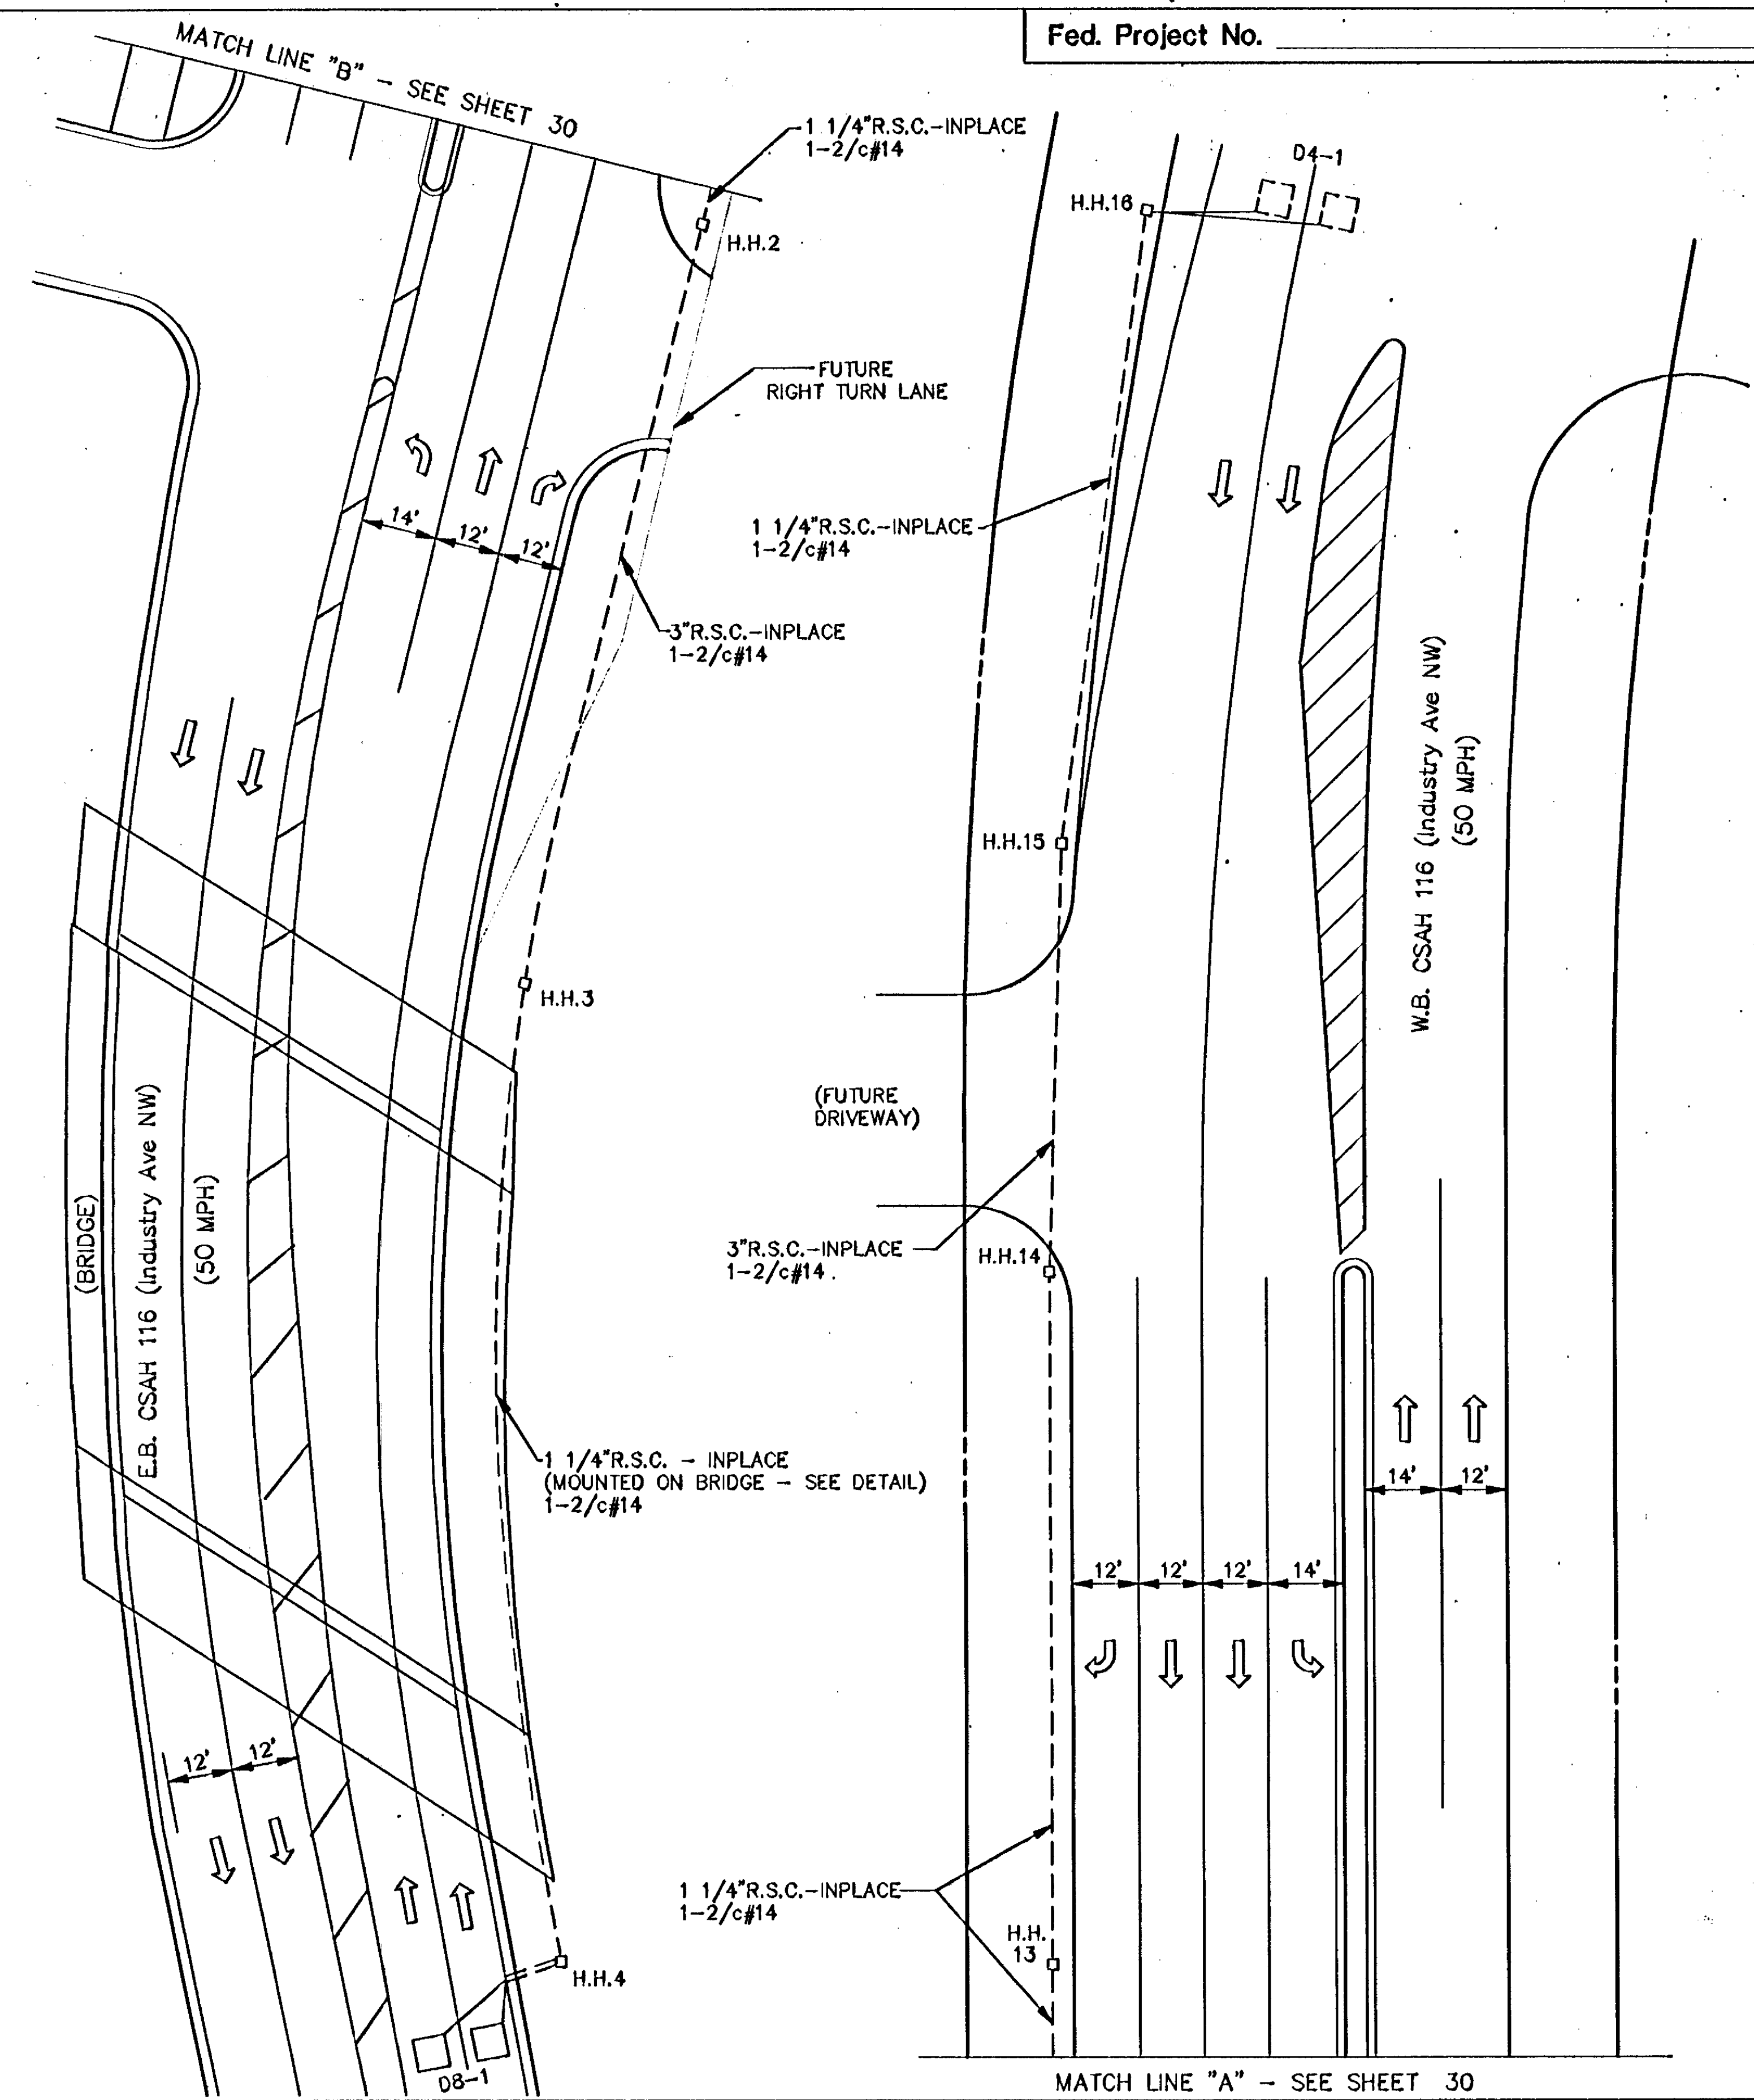 Fed. Project No.
MATCH LINE "B" - SEE SHEET 30
1 1/4"R.S.C.-INPLACE
1-2/c#14
H.H.2
FUTURE
RIGHT TURN LANE
14'
12'
12'
3"R.S.C.-INPLACE
1-2/c#14
H.H.3
(BRIDGE)
E.B. CSAH 116 (Industry Ave NW)
(50 MPH)
1 1/4"R.S.C. - INPLACE
(MOUNTED ON BRIDGE - SEE DETAIL)
1-2/c#14
12'
12'
H.H.4
D8-1
D4-1
H.H.16
1 1/4"R.S.C.-INPLACE
1-2/c#14
H.H.15
W.B. CSAH 116 (Industry Ave NW)
(50 MPH)
(FUTURE
DRIVEWAY)
3"R.S.C.-INPLACE
1-2/c#14
H.H.14
14'
12'
12'
12'
12'
14'
1 1/4"R.S.C.-INPLACE
1-2/c#14
H.H.
13
MATCH LINE "A" - SEE SHEET 30